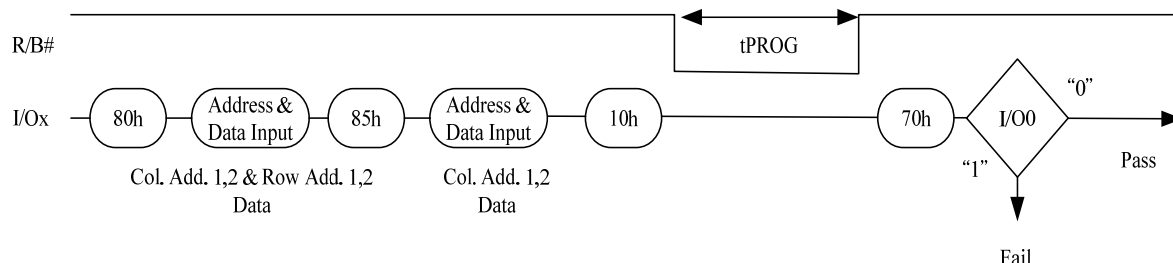 tPROG
R/B#
I/Ox
80h
Address &
Data Input
85h
Address &
Data Input
10h
70h
I/O0
“0”
“1”
Pass
Col. Add. 1,2 & Row Add. 1,2
Data
Col. Add. 1,2
Data
Fail